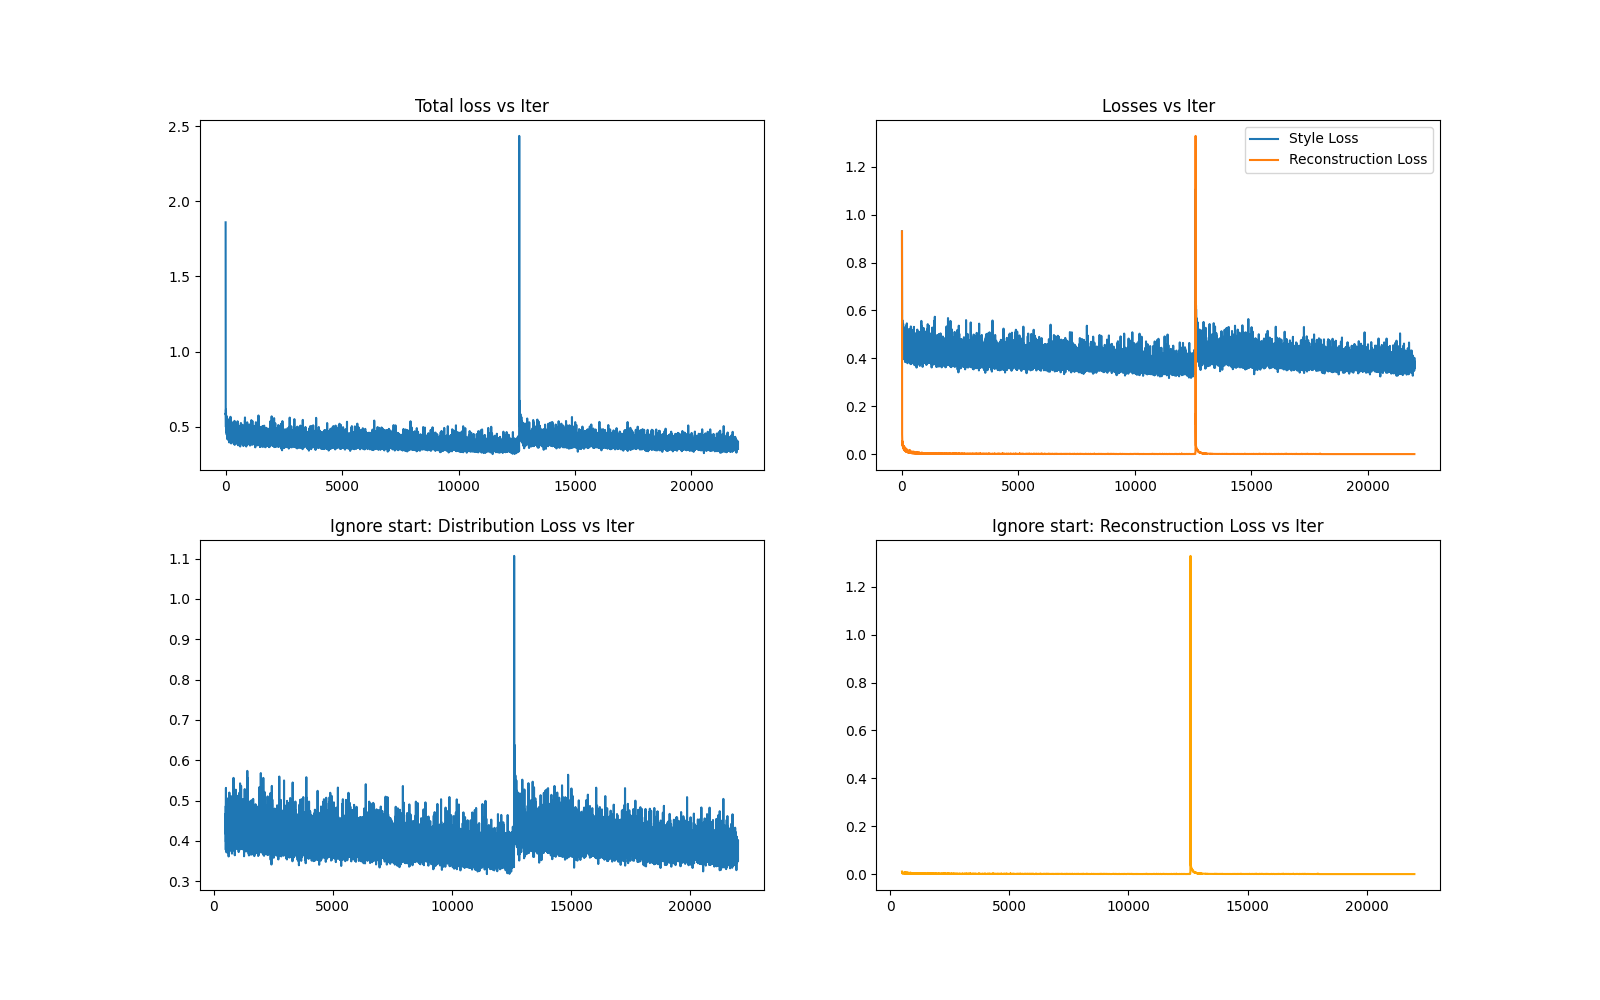 Total loss vs Iter
2.5
2.0
1.5
1.0
0.5
0 5000 10000 15000 20000
Losses vs Iter
Style Loss
Reconstruction Loss
1.2
1.0
0.8
0.6
0.4
0.2
0.0
0 5000 10000 15000 20000
Ignore start: Distribution Loss vs Iter
1.1
1.0
0.9
0.8
0.7
0.6
0.5
0.4
0.3
0 5000 10000 15000 20000
Ignore start: Reconstruction Loss vs Iter
1.2
1.0
0.8
0.6
0.4
0.2
0.0
0 5000 10000 15000 20000